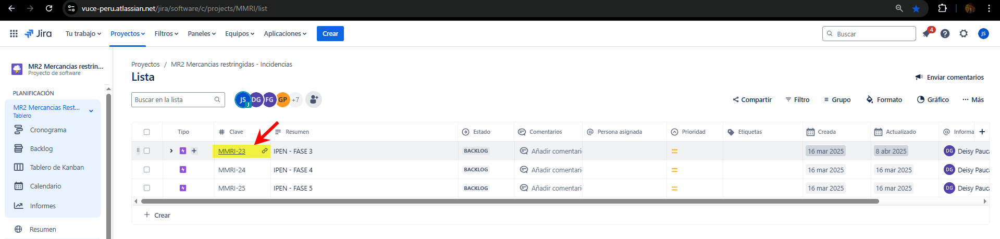 vuce-peru.atlassian.net/jira/software/c/projects/MMRI/list
Jira Tu trabajo Proyectos Filtros Paneles Equipos Aplicaciones Crear Buscar 4 JS
MR2 Mercancias restring...
Proyecto de software
PLANIFICACIÓN
MR2 Mercancias Rest...
Tablero
Cronograma
Backlog
Tablero de Kanban
Calendario
Informes
Resumen
Proyectos / MR2 Mercancias restringidas - Incidencias
Lista
Enviar comentarios
Buscar en la lista JS J DG FG GP +7
Compartir Filtro Grupo Formato Gráfico Más
Tipo Clave Resumen Estado Comentarios Persona asignada Prioridad Etiquetas Creada Actualizado Informa
MMRI-23 IPEN - FASE 3 BACKLOG Añadir comentari 16 mar 2025 8 abr 2025 DG Deisy Pauca
MMRI-24 IPEN - FASE 4 BACKLOG Añadir comentari 16 mar 2025 16 mar 2025 DG Deisy Pauca
MMRI-25 IPEN - FASE 5 BACKLOG Añadir comentari 16 mar 2025 16 mar 2025 DG Deisy Pauca
+ Crear